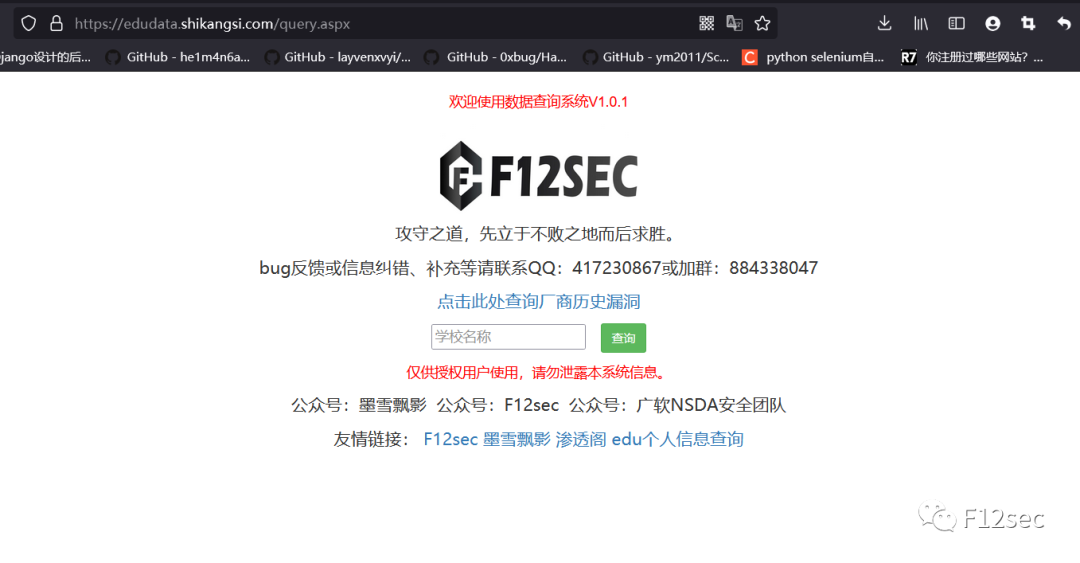 https://edudata.shikangsi.com/query.aspx
jango设计的后... GitHub - he1m4n6a... GitHub - layvenxvyi/... GitHub - 0xbug/Ha... GitHub - ym2011/Sc... C python selenium自... R7 你注册过哪些网站？...
欢迎使用数据查询系统V1.0.1
F12SEC
攻守之道，先立于不败之地而后求胜。
bug反馈或信息纠错、补充等请联系QQ：417230867或加群：884338047
点击此处查询厂商历史漏洞
学校名称 查询
仅供授权用户使用，请勿泄露本系统信息。
公众号：墨雪飘影 公众号：F12sec 公众号：广软NSDA安全团队
友情链接： F12sec 墨雪飘影 渗透阁 edu个人信息查询
F12sec